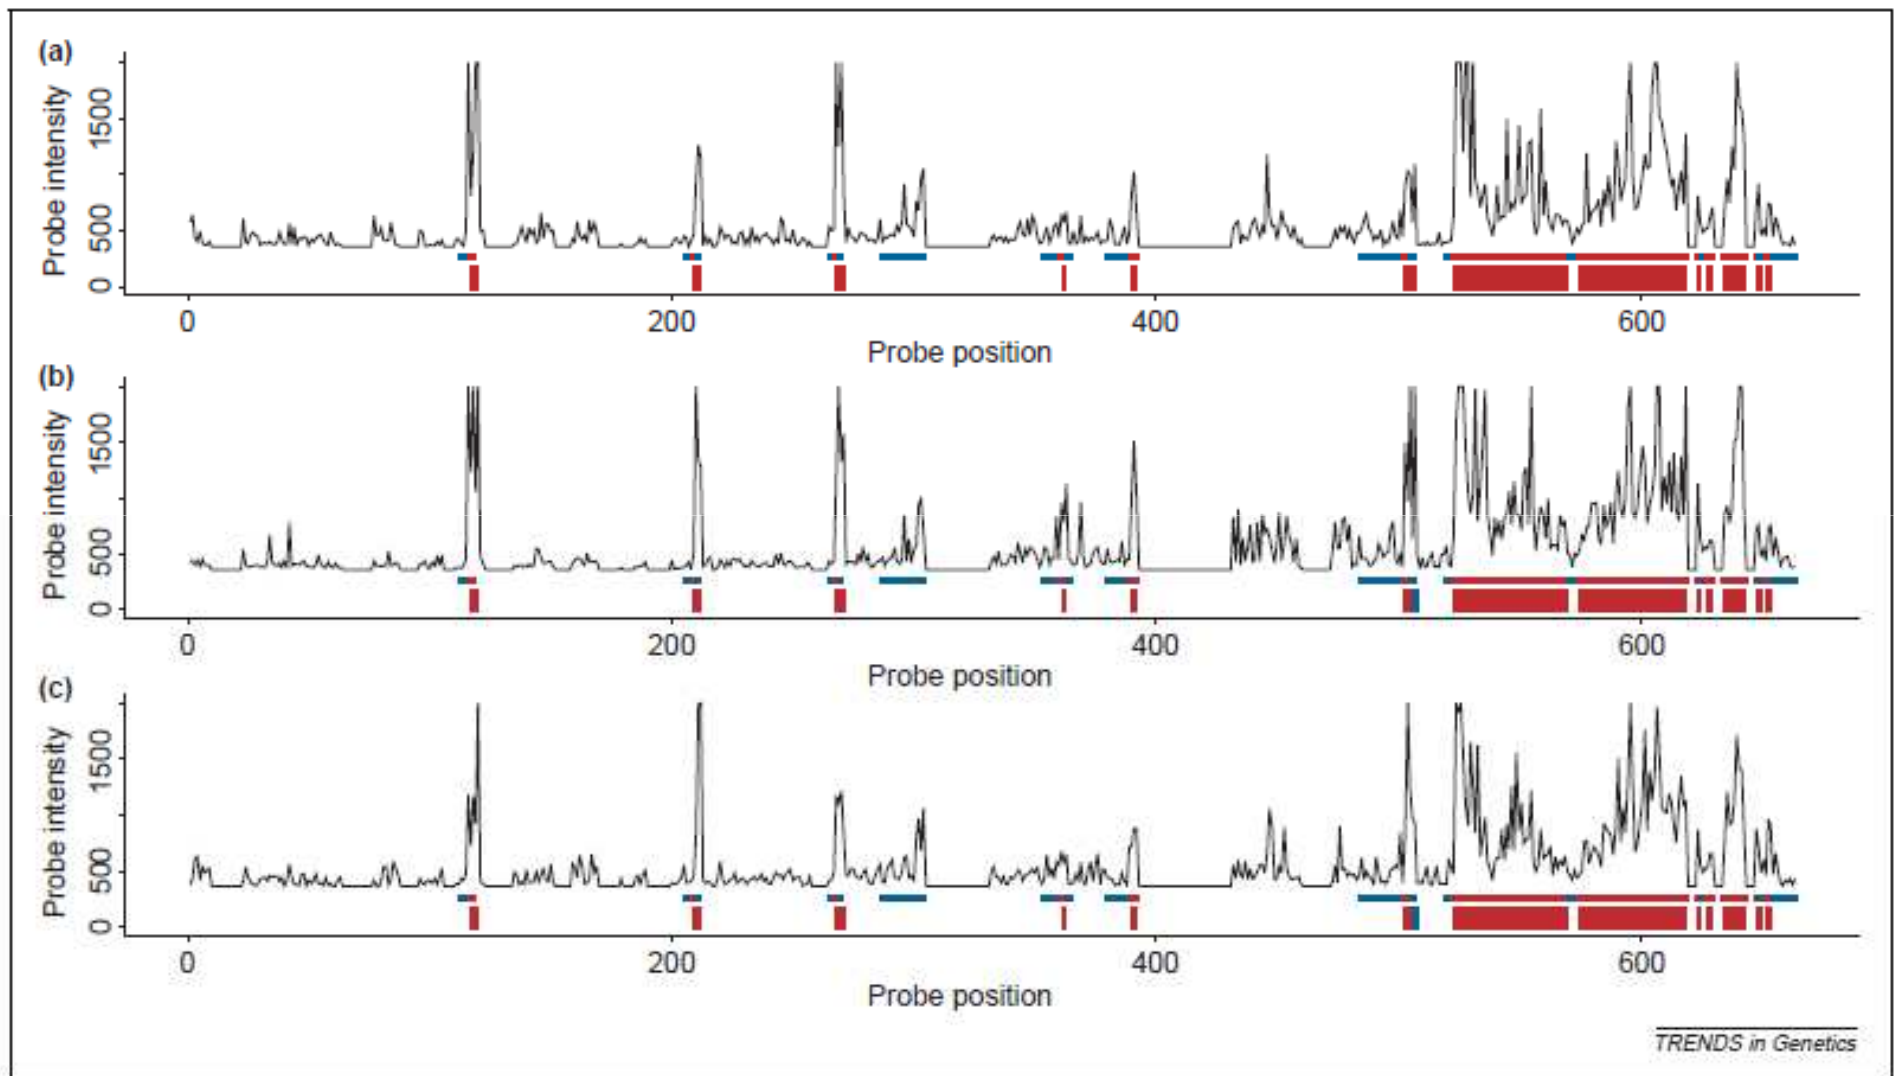 (a)
Probe intensity
1500
500
0
0 200 400 600
Probe position
(b)
Probe intensity
1500
500
0
0 200 400 600
Probe position
(c)
Probe intensity
1500
500
0
0 200 400 600
Probe position
TRENDS in Genetics